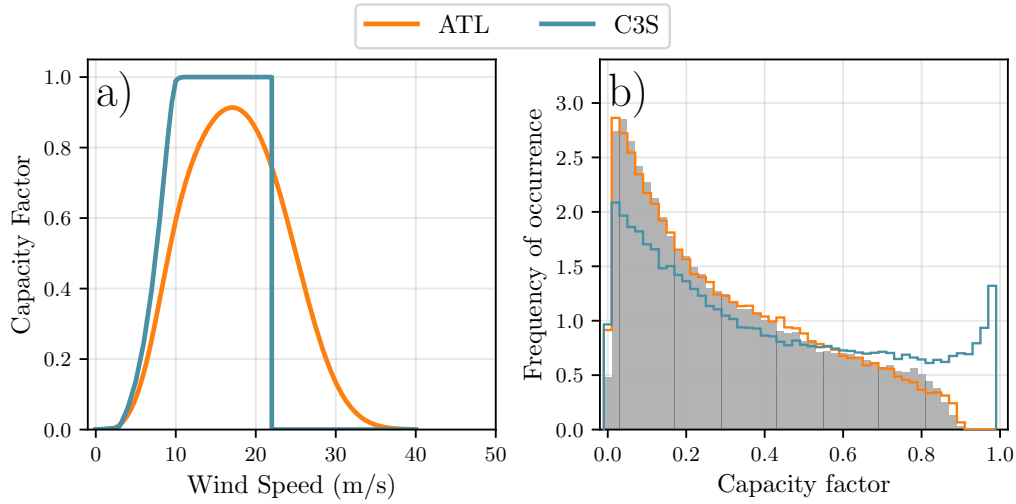 ATL C3S
a)
Capacity Factor
1.0
0.8
0.6
0.4
0.2
0.0
0 10 20 30 40 50
Wind Speed (m/s)
b)
Frequency of occurrence
3.0
2.5
2.0
1.5
1.0
0.5
0.0
0.0 0.2 0.4 0.6 0.8 1.0
Capacity factor